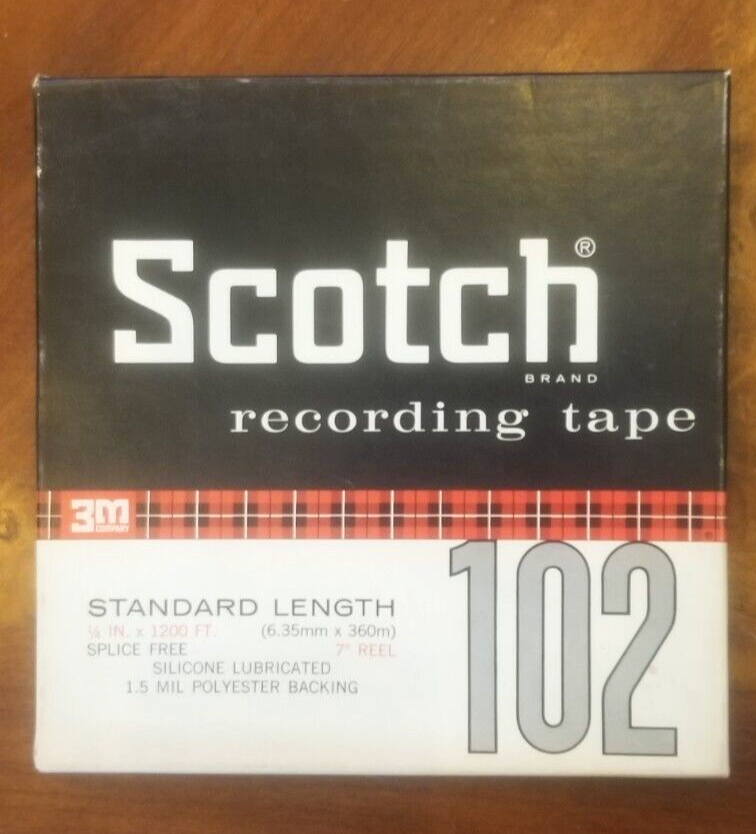 Scotch®
BRAND
recording tape
3M
COMPANY
102
STANDARD LENGTH
¼ IN. x 1200 FT. (6.35mm x 360m)
SPLICE FREE 7" REEL
SILICONE LUBRICATED
1.5 MIL POLYESTER BACKING